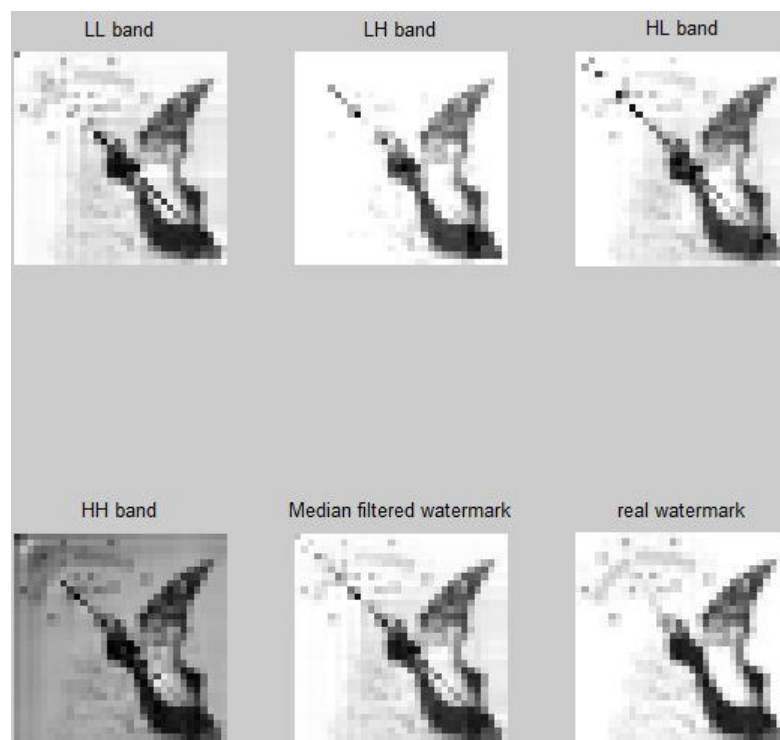 LL band
LH band
HL band
HH band
Median filtered watermark
real watermark